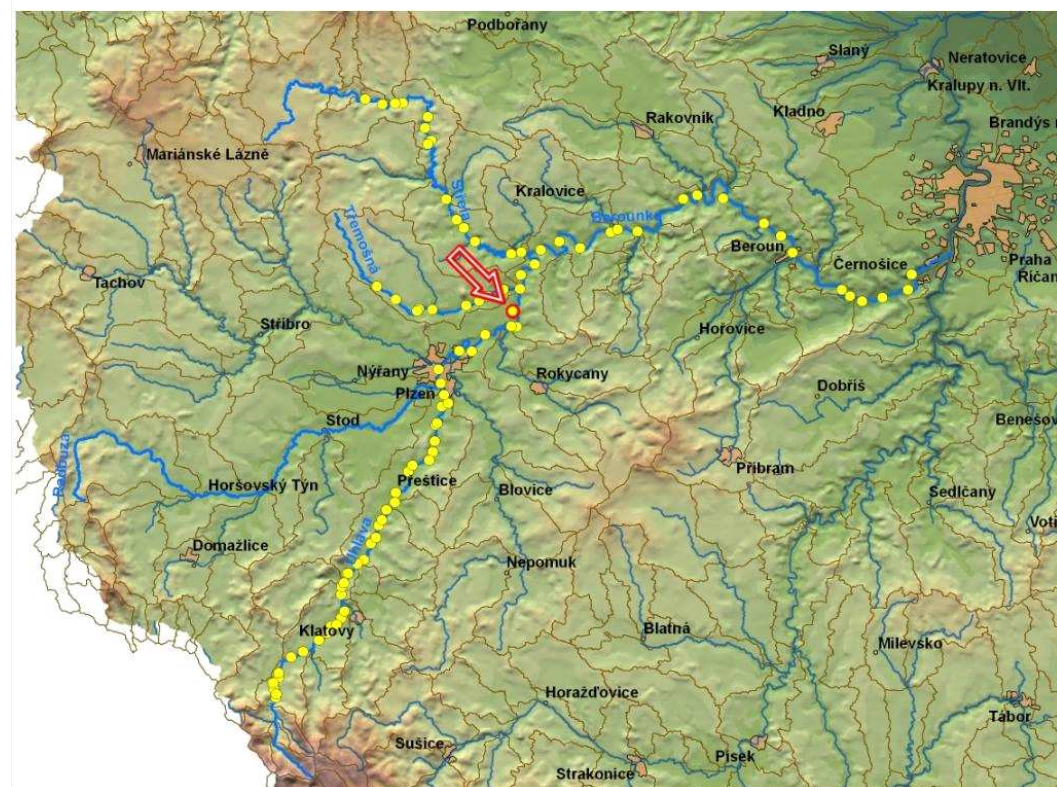 Podbořany
Slaný
Neratovice
Kralupy n. Vlt.
Kladno
Rakovník
Brandýs n
Mariánské Lázně
Střela
Kralovice
Berounka
Třemošná
Beroun
Černošice
Praha
Říčan
Tachov
Stříbro
Hořovice
Nýřany
Rokycany
Dobříš
Plzeň
Benešov
Stod
Radbuza
Příbram
Horšovský Týn
Přeštice
Blovice
Sedlčany
Voti
Úhlava
Domažlice
Nepomuk
Klatovy
Blatná
Milevsko
Horažďovice
Tábor
Sušice
Písek
Strakonice